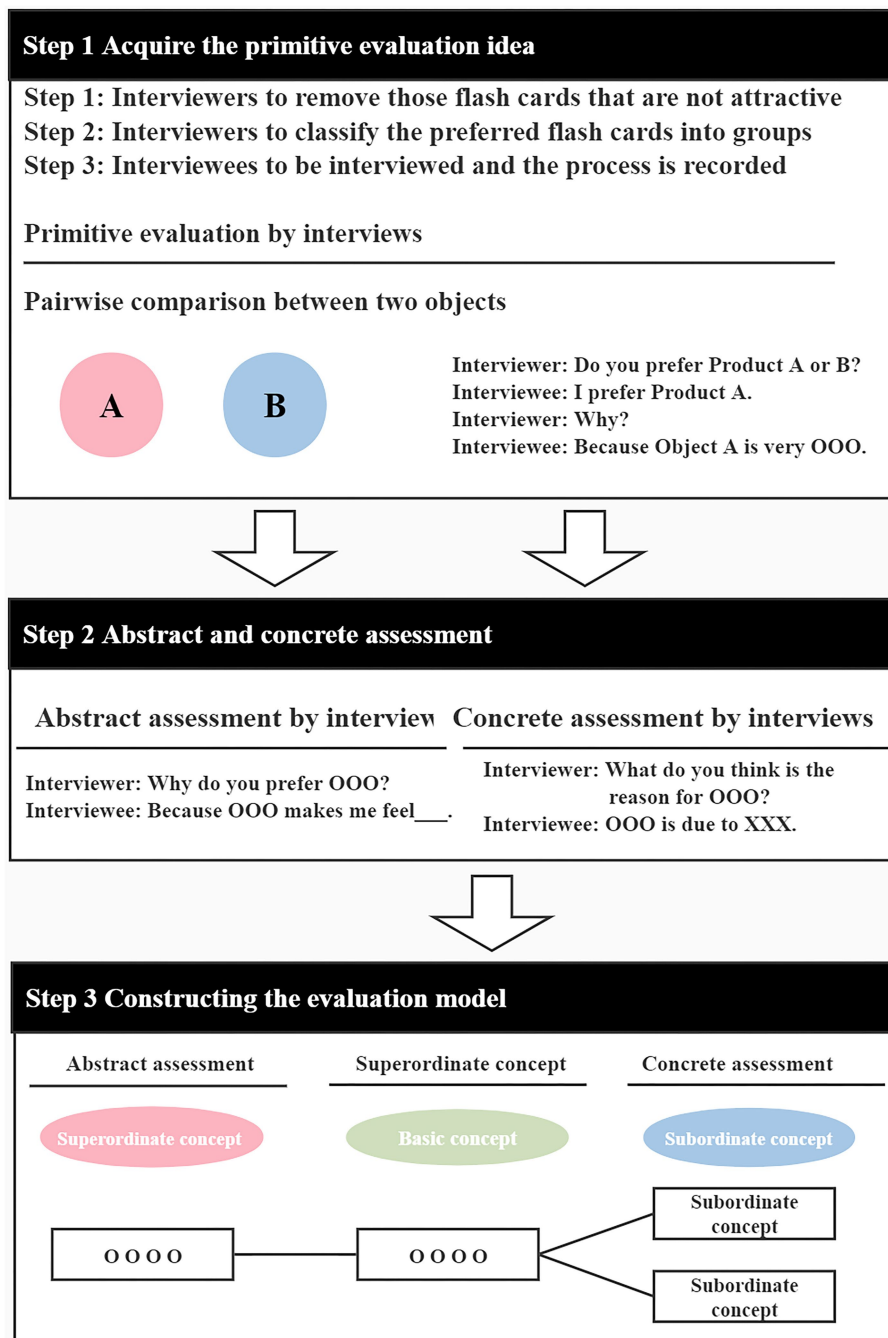 Step 1 Acquire the primitive evaluation idea
Step 1: Interviewers to remove those flash cards that are not attractive
Step 2: Interviewers to classify the preferred flash cards into groups
Step 3: Interviewees to be interviewed and the process is recorded
Primitive evaluation by interviews
Pairwise comparison between two objects
A
B
Interviewer: Do you prefer Product A or B?
Interviewee: I prefer Product A.
Interviewer: Why?
Interviewee: Because Object A is very OOO.
Step 2 Abstract and concrete assessment
Abstract assessment by interview
Interviewer: Why do you prefer OOO?
Interviewee: Because OOO makes me feel___.
Concrete assessment by interviews
Interviewer: What do you think is the
reason for OOO?
Interviewee: OOO is due to XXX.
Step 3 Constructing the evaluation model
Abstract assessment
Superordinate concept
Concrete assessment
Superordinate concept
Basic concept
Subordinate concept
O O O O
O O O O
Subordinate
concept
Subordinate
concept